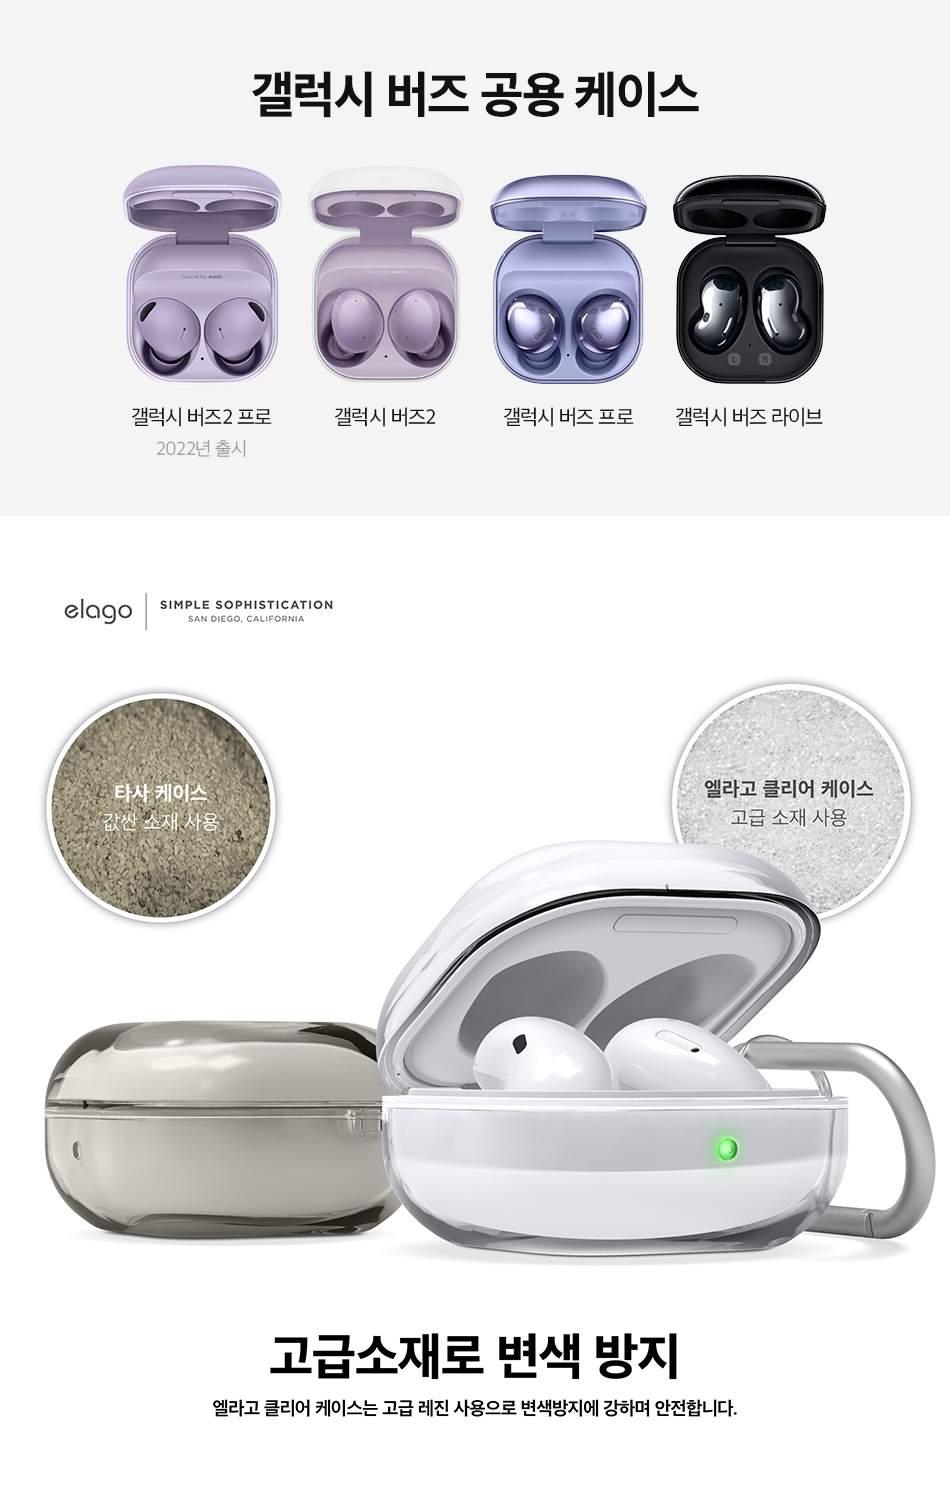 갤럭시 버즈 공용 케이스
Sound by AKG
Sound by AKG
L R
갤럭시 버즈2 프로
갤럭시 버즈2
갤럭시 버즈 프로
갤럭시 버즈 라이브
2022년 출시
elago
SIMPLE SOPHISTICATION
SAN DIEGO, CALIFORNIA
타사 케이스
값싼 소재 사용
엘라고 클리어 케이스
고급 소재 사용
고급소재로 변색 방지
엘라고 클리어 케이스는 고급 레진 사용으로 변색방지에 강하며 안전합니다.